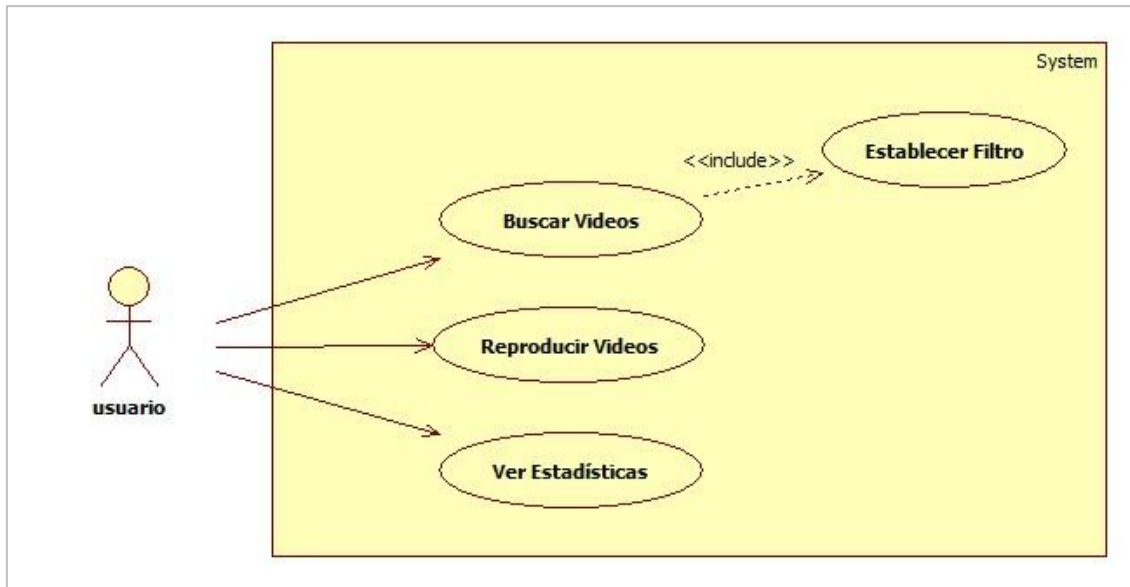 System
Establecer Filtro
<<include>>
Buscar Videos
Reproducir Videos
usuario
Ver Estadísticas